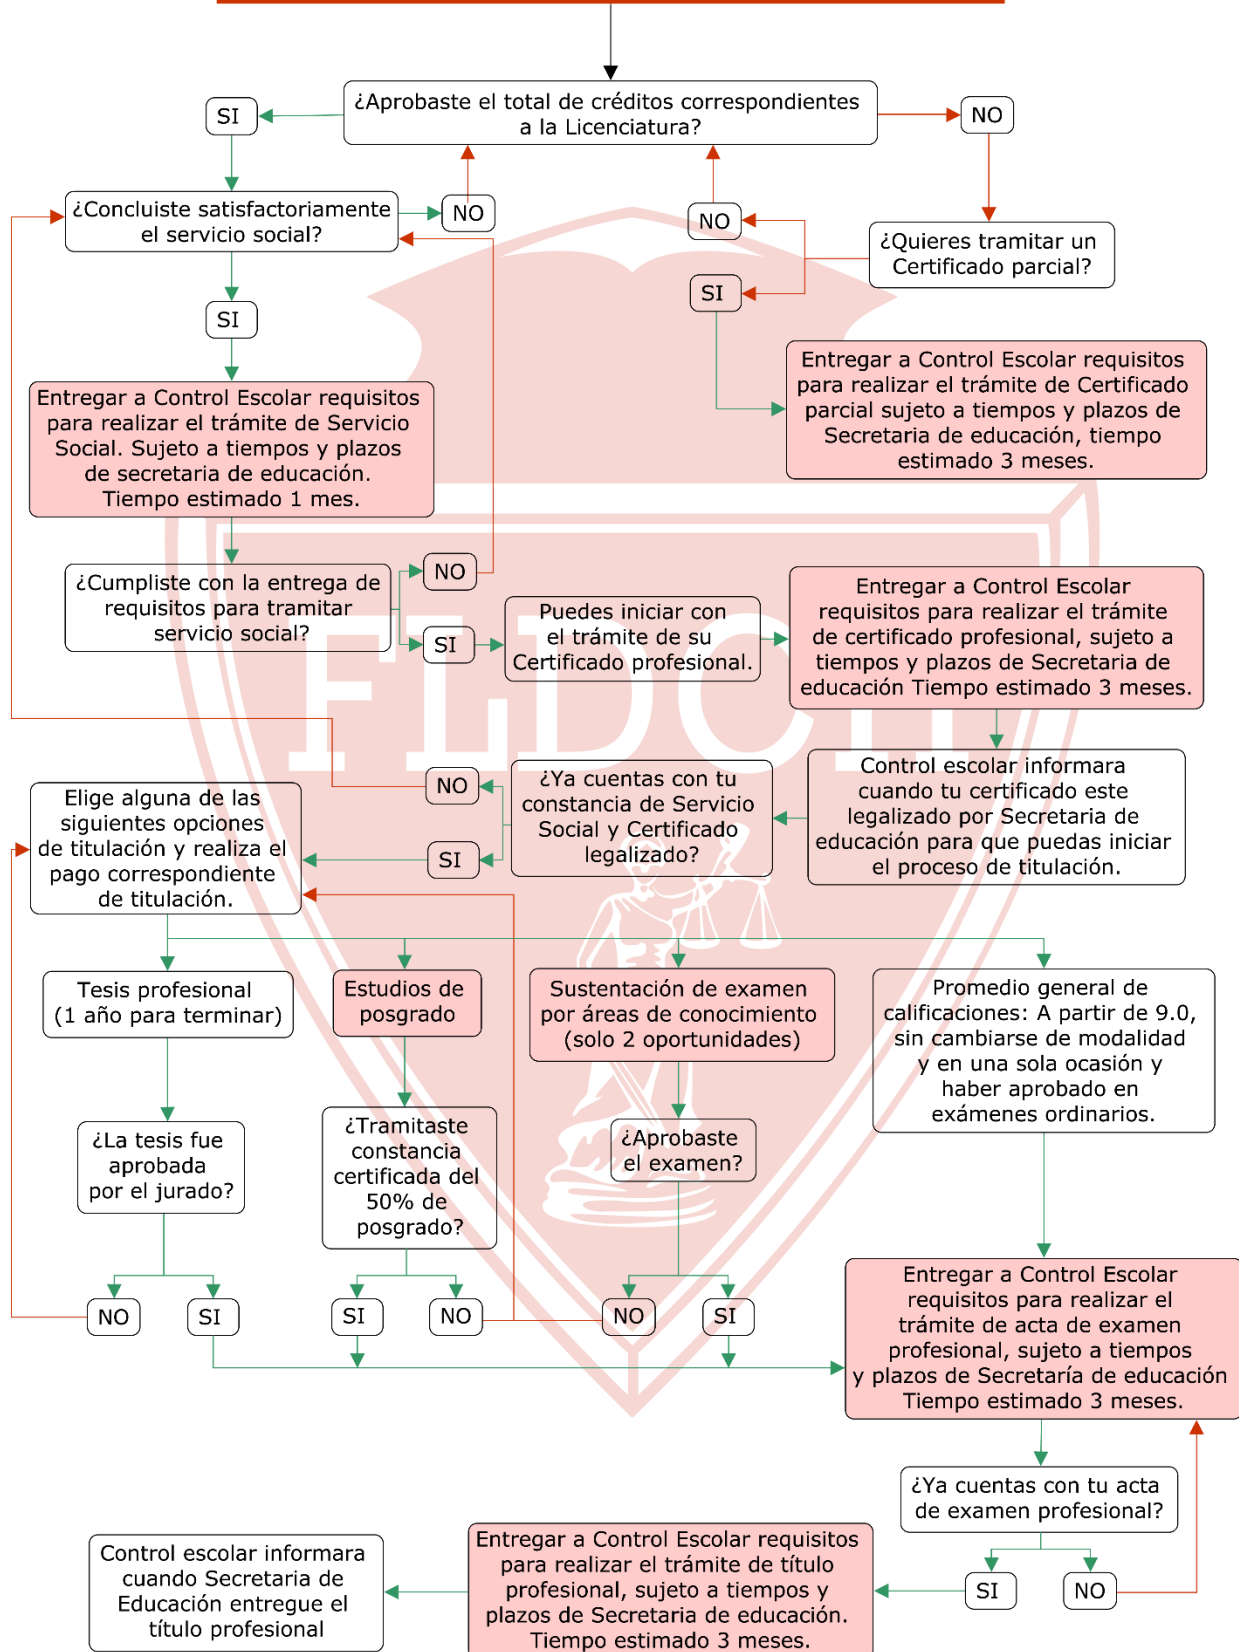 ¿Aprobaste el total de créditos correspondientes
a la Licenciatura?
SI
NO
¿Concluiste satisfactoriamente
el servicio social?
NO
NO
¿Quieres tramitar un
Certificado parcial?
SI
SI
Entregar a Control Escolar requisitos
para realizar el trámite de Certificado
parcial sujeto a tiempos y plazos de
Secretaria de educación, tiempo
estimado 3 meses.
Entregar a Control Escolar requisitos
para realizar el trámite de Servicio
Social. Sujeto a tiempos y plazos
de secretaria de educación.
Tiempo estimado 1 mes.
¿Cumpliste con la entrega de
requisitos para tramitar
servicio social?
NO
SI
Puedes iniciar con
el trámite de su
Certificado profesional.
Entregar a Control Escolar
requisitos para realizar el trámite
de certificado profesional, sujeto a
tiempos y plazos de Secretaria de
educación Tiempo estimado 3 meses.
FLDCH
Control escolar informara
cuando tu certificado este
legalizado por Secretaria de
educación para que puedas iniciar
el proceso de titulación.
¿Ya cuentas con tu
constancia de Servicio
Social y Certificado
legalizado?
NO
SI
Elige alguna de las
siguientes opciones
de titulación y realiza el
pago correspondiente
de titulación.
Tesis profesional
(1 año para terminar)
Estudios de
posgrado
Sustentación de examen
por áreas de conocimiento
(solo 2 oportunidades)
Promedio general de
calificaciones: A partir de 9.0,
sin cambiarse de modalidad
y en una sola ocasión y
haber aprobado en
exámenes ordinarios.
¿La tesis fue
aprobada
por el jurado?
¿Tramitaste
constancia
certificada del
50% de
posgrado?
¿Aprobaste
el examen?
NO
SI
SI
NO
NO
SI
Entregar a Control Escolar
requisitos para realizar el
trámite de acta de examen
profesional, sujeto a tiempos
y plazos de Secretaría de educación
Tiempo estimado 3 meses.
¿Ya cuentas con tu acta
de examen profesional?
SI
NO
Entregar a Control Escolar requisitos
para realizar el trámite de título
profesional, sujeto a tiempos y
plazos de Secretaria de educación.
Tiempo estimado 3 meses.
Control escolar informara
cuando Secretaria de
Educación entregue el
título profesional